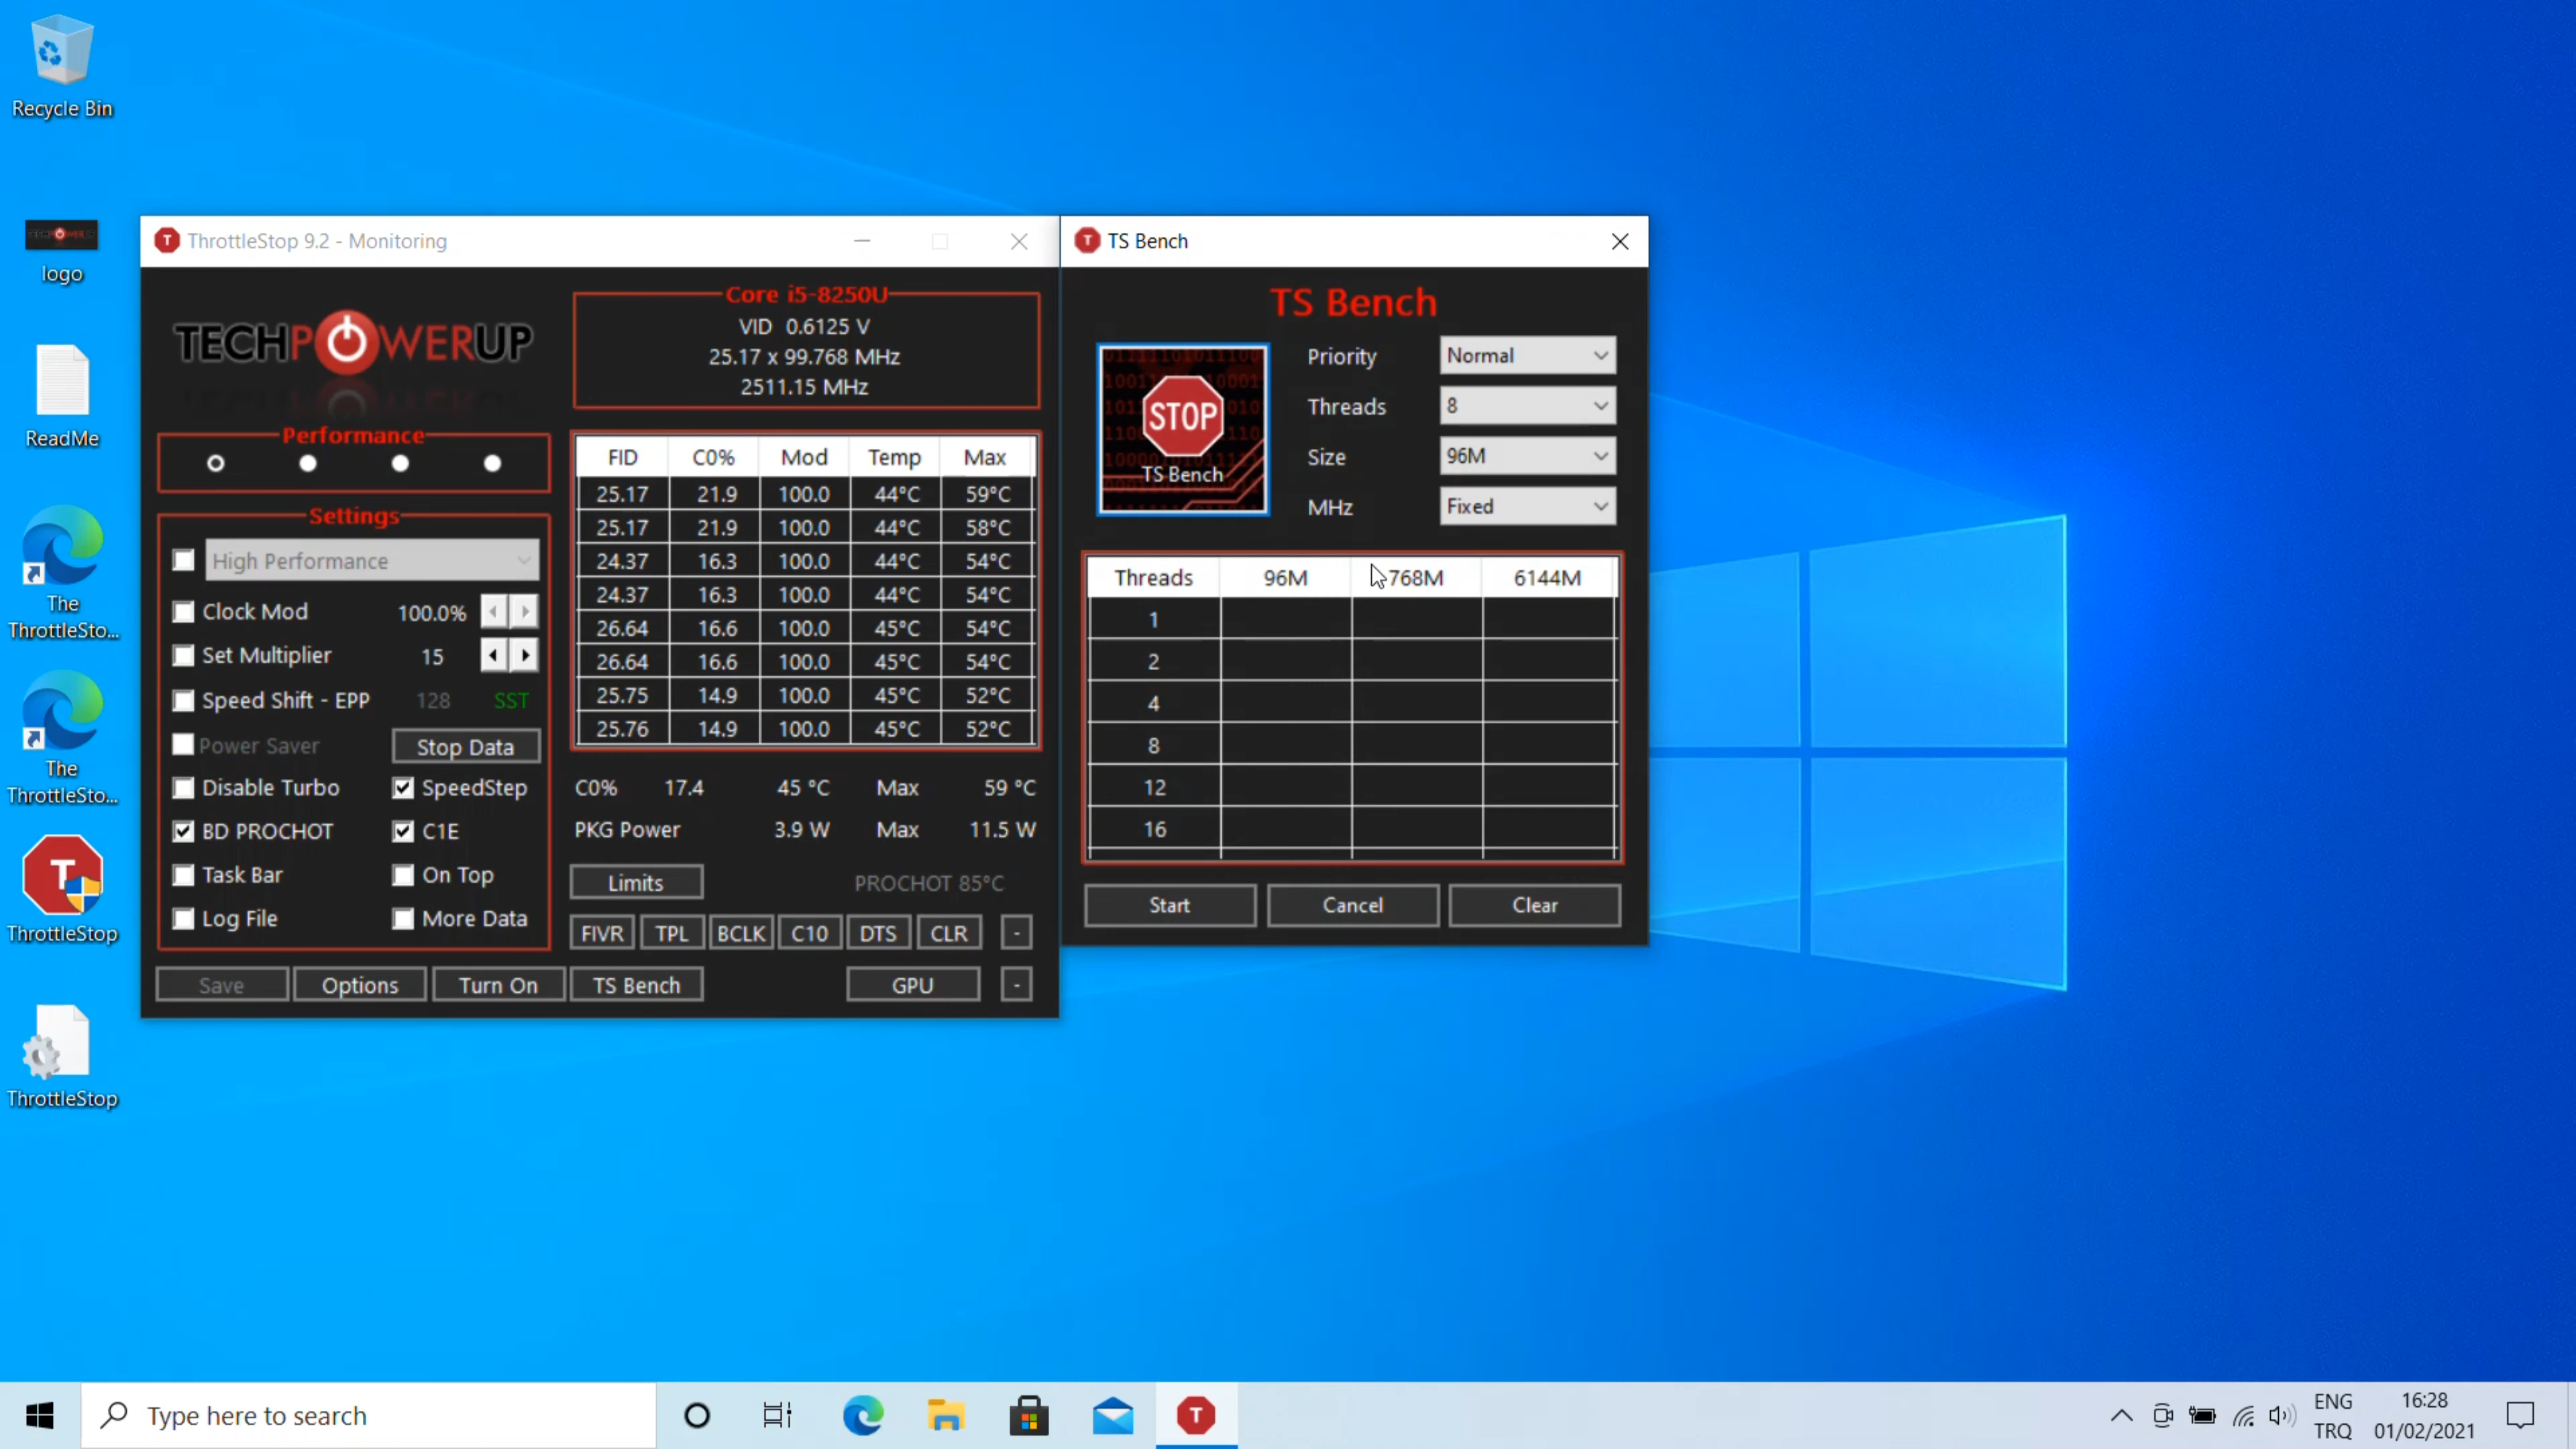 Recycle Bin
logo
ReadMe
The
ThrottleSto...
The
ThrottleSto...
ThrottleStop
ThrottleStop
ThrottleStop 9.2 - Monitoring
TECHPOWERUP
Performance
Settings
High Performance
Clock Mod 100.0%
Set Multiplier 15
Speed Shift - EPP 128 SST
Power Saver Stop Data
Disable Turbo SpeedStep
BD PROCHOT C1E
Task Bar On Top
Log File More Data
Save Options Turn On TS Bench GPU -
Core i5-8250U
VID 0.6125 V
25.17 x 99.768 MHz
2511.15 MHz
FID C0% Mod Temp Max
25.17 21.9 100.0 44°C 59°C
25.17 21.9 100.0 44°C 58°C
24.37 16.3 100.0 44°C 54°C
24.37 16.3 100.0 44°C 54°C
26.64 16.6 100.0 45°C 54°C
26.64 16.6 100.0 45°C 54°C
25.75 14.9 100.0 45°C 52°C
25.76 14.9 100.0 45°C 52°C
C0% 17.4 45 °C Max 59 °C
PKG Power 3.9 W Max 11.5 W
Limits PROCHOT 85°C
FIVR TPL BCLK C10 DTS CLR -
TS Bench
TS Bench
STOP
TS Bench
Priority Normal
Threads 8
Size 96M
MHz Fixed
Threads 96M 768M 6144M
1
2
4
8
12
16
Start Cancel Clear
Type here to search
ENG
TRQ
16:28
01/02/2021